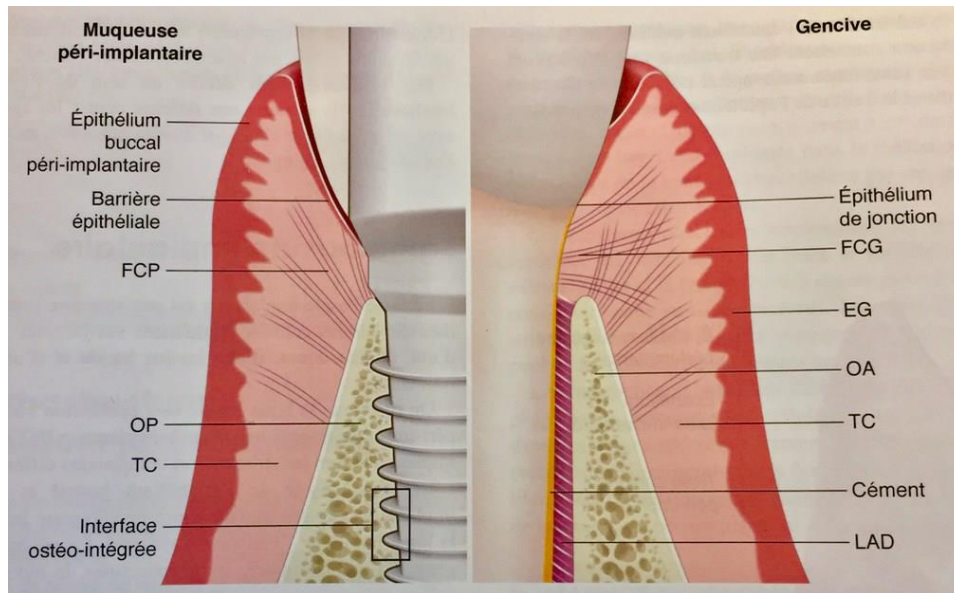 Muqueuse
péri-implantaire
Épithélium
buccal
péri-implantaire
Barrière
épithéliale
FCP
OP
TC
Interface
ostéo-intégrée
Gencive
Épithélium
de jonction
FCG
EG
OA
TC
Cément
LAD